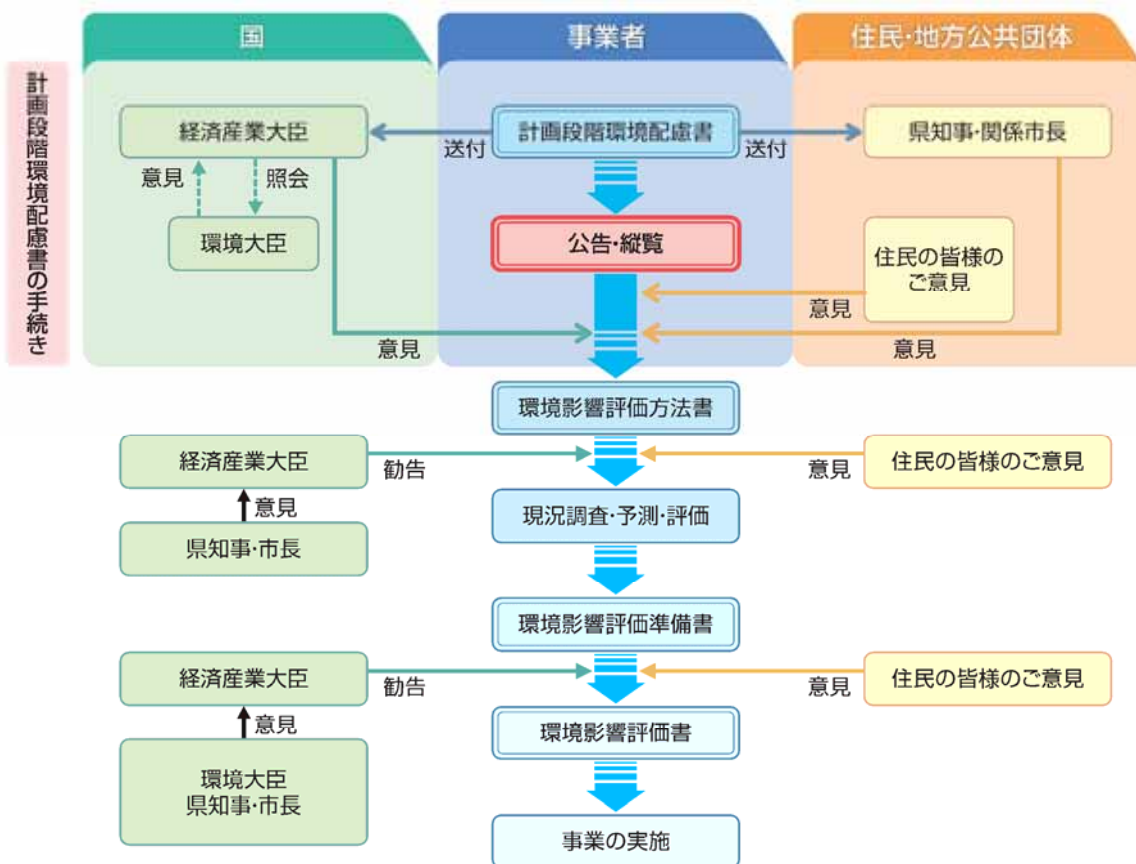 国
事業者
住民・地方公共団体
計画段階環境配慮書の手続き
経済産業大臣
送付
計画段階環境配慮書
送付
県知事・関係市長
意見
照会
環境大臣
公告・縦覧
住民の皆様の
ご意見
意見
意見
意見
環境影響評価方法書
経済産業大臣
勧告
意見
住民の皆様のご意見
意見
県知事・市長
現況調査・予測・評価
環境影響評価準備書
経済産業大臣
勧告
意見
住民の皆様のご意見
意見
環境大臣
県知事・市長
環境影響評価書
事業の実施